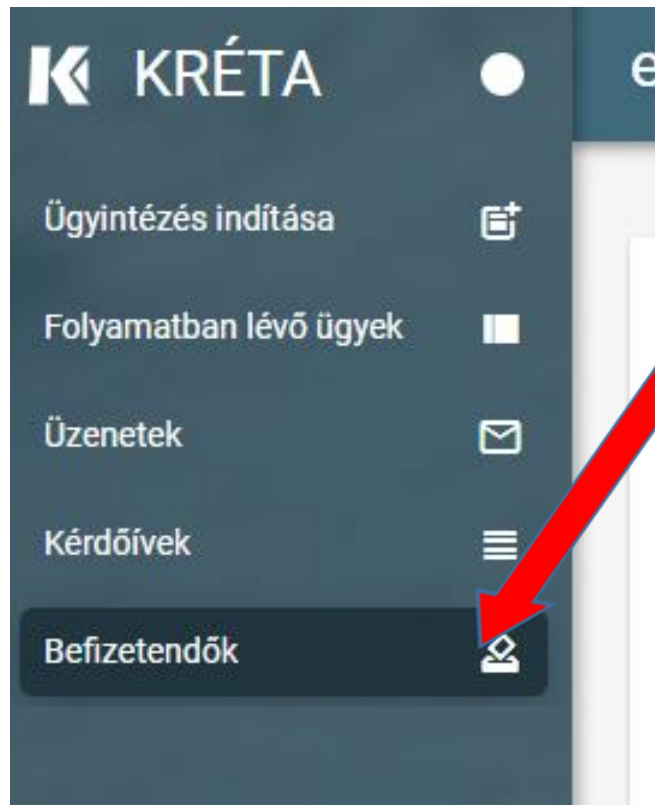 KRÉTA
e
Ügyintézés indítása
Folyamatban lévő ügyek
Üzenetek
Kérdőívek
Befizetendők